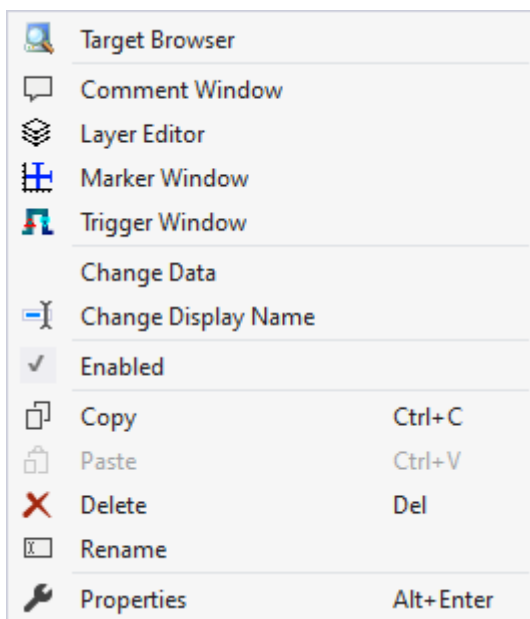 Target Browser
Comment Window
Layer Editor
Marker Window
Trigger Window
Change Data
Change Display Name
Enabled
Copy Ctrl+C
Paste Ctrl+V
Delete Del
Rename
Properties Alt+Enter